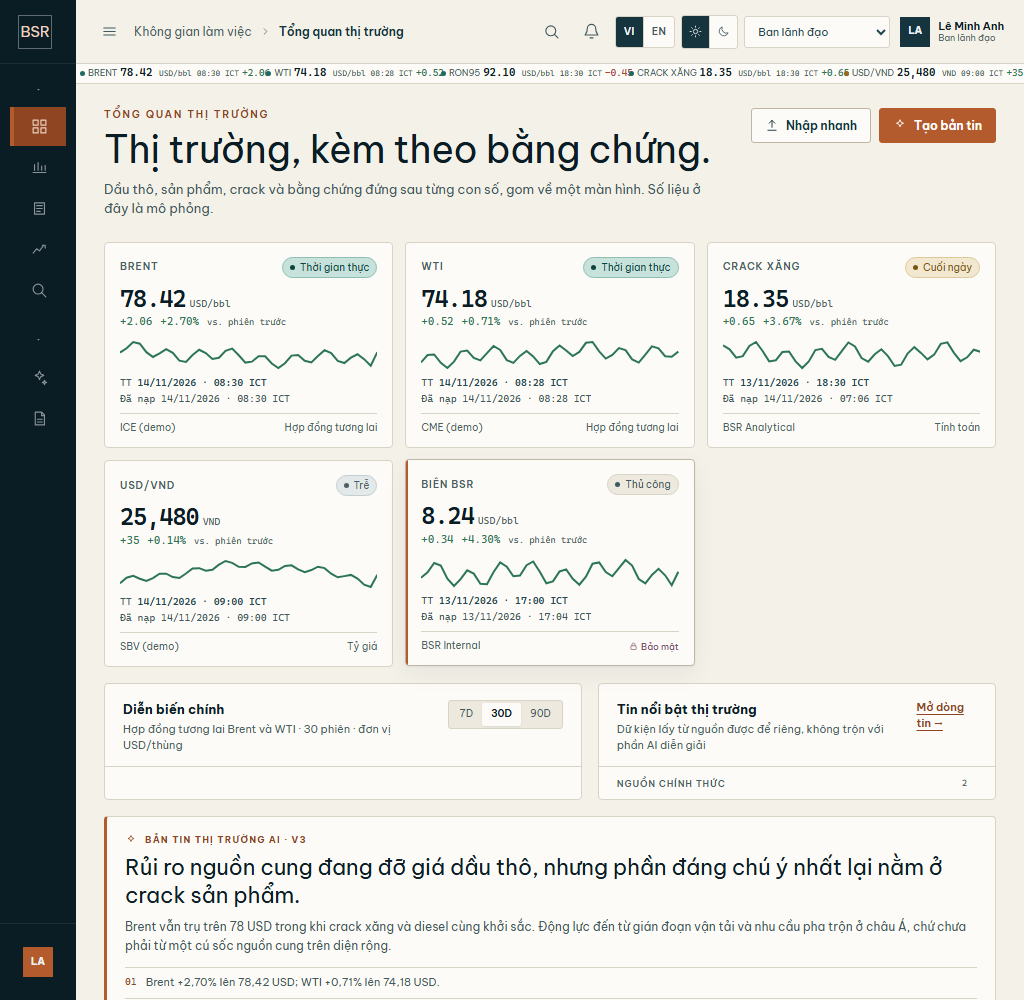 BSR
Không gian làm việc > Tổng quan thị trường
VI EN
Ban lãnh đạo
LA
Lê Minh Anh
Ban lãnh đạo
BRENT 78.42 USD/bbl 08:30 ICT +2.06 WTI 74.18 USD/bbl 08:28 ICT +0.52 RON95 92.10 USD/bbl 18:30 ICT −0.45 CRACK XĂNG 18.35 USD/bbl 18:30 ICT +0.65 USD/VND 25,480 VND 09:00 ICT +35
TỔNG QUAN THỊ TRƯỜNG
Thị trường, kèm theo bằng chứng.
Dầu thô, sản phẩm, crack và bằng chứng đứng sau từng con số, gom về một màn hình. Số liệu ở
đây là mô phỏng.
Nhập nhanh
Tạo bản tin
BRENT
Thời gian thực
78.42 USD/bbl
+2.06 +2.70% vs. phiên trước
TT 14/11/2026 · 08:30 ICT
Đã nạp 14/11/2026 · 08:30 ICT
ICE (demo) Hợp đồng tương lai
WTI
Thời gian thực
74.18 USD/bbl
+0.52 +0.71% vs. phiên trước
TT 14/11/2026 · 08:28 ICT
Đã nạp 14/11/2026 · 08:28 ICT
CME (demo) Hợp đồng tương lai
CRACK XĂNG
Cuối ngày
18.35 USD/bbl
+0.65 +3.67% vs. phiên trước
TT 13/11/2026 · 18:30 ICT
Đã nạp 14/11/2026 · 07:06 ICT
BSR Analytical Tính toán
USD/VND
Trễ
25,480 VND
+35 +0.14% vs. phiên trước
TT 14/11/2026 · 09:00 ICT
Đã nạp 14/11/2026 · 09:00 ICT
SBV (demo) Tỷ giá
BIÊN BSR
Thủ công
8.24 USD/bbl
+0.34 +4.30% vs. phiên trước
TT 13/11/2026 · 17:00 ICT
Đã nạp 13/11/2026 · 17:04 ICT
BSR Internal Bảo mật
Diễn biến chính
Hợp đồng tương lai Brent và WTI · 30 phiên · đơn vị
USD/thùng
7D 30D 90D
Tin nổi bật thị trường
Dữ kiện lấy từ nguồn được để riêng, không trộn với
phần AI diễn giải
Mở dòng
tin →
NGUỒN CHÍNH THỨC 2
BẢN TIN THỊ TRƯỜNG AI · V3
Rủi ro nguồn cung đang đỡ giá dầu thô, nhưng phần đáng chú ý nhất lại nằm ở
crack sản phẩm.
Brent vẫn trụ trên 78 USD trong khi crack xăng và diesel cùng khởi sắc. Động lực đến từ gián đoạn vận tải và nhu cầu pha trộn ở châu Á, chứ chưa
phải từ một cú sốc nguồn cung trên diện rộng.
01 Brent +2,70% lên 78,42 USD; WTI +0,71% lên 74,18 USD.
LA